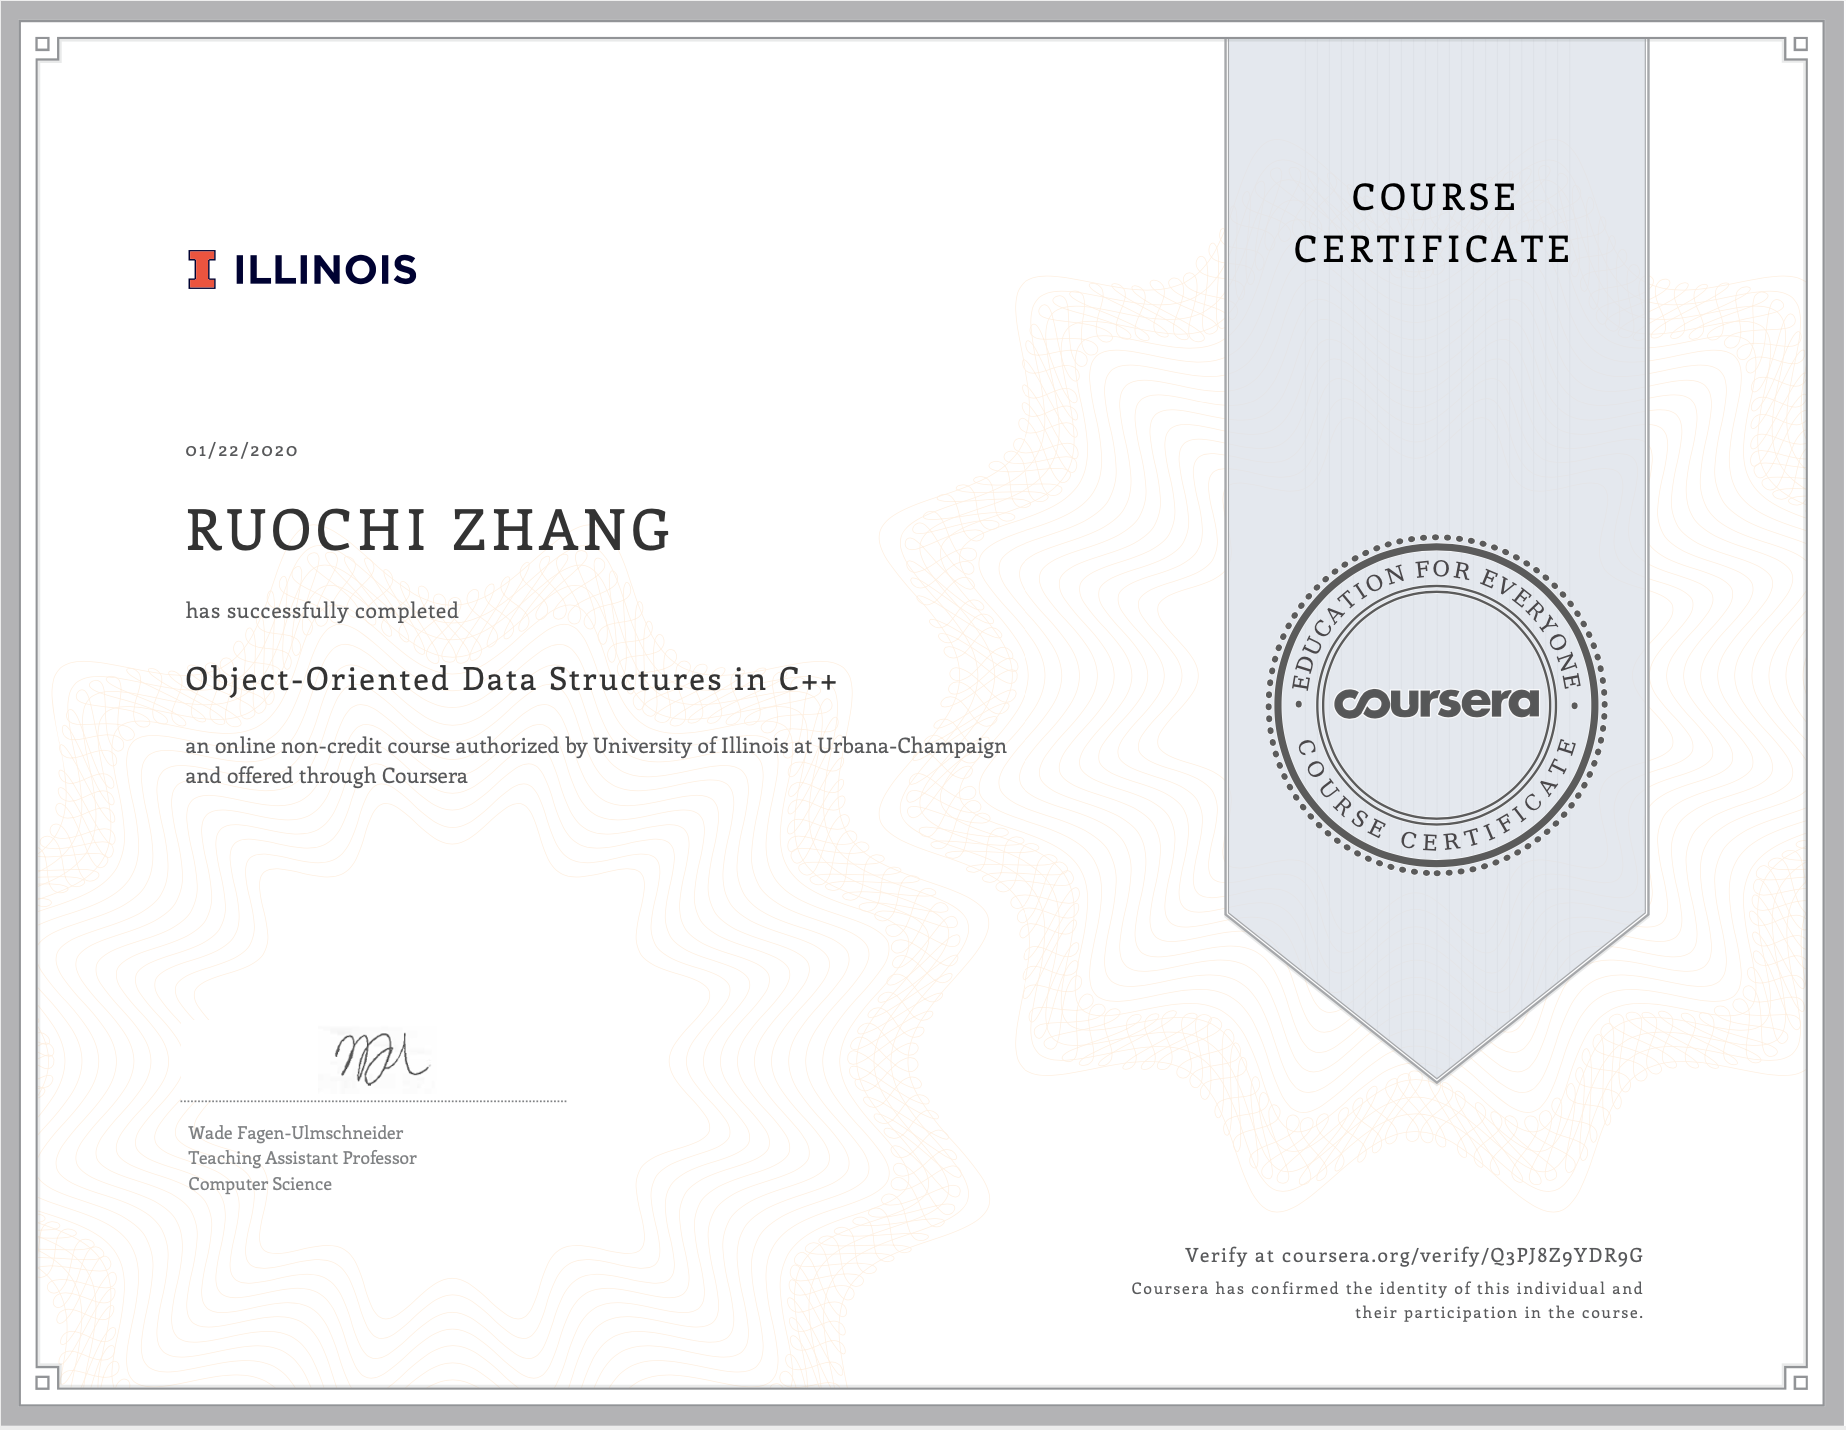 ILLINOIS
01/22/2020
RUOCHI ZHANG
has successfully completed
Object-Oriented Data Structures in C++
an online non-credit course authorized by University of Illinois at Urbana-Champaign
and offered through Coursera
Wade Fagen-Ulmschneider
Teaching Assistant Professor
Computer Science
COURSE
CERTIFICATE
EDUCATION FOR EVERYONE
coursera
COURSE CERTIFICATE
Verify at coursera.org/verify/Q3PJ8Z9YDR9G
Coursera has confirmed the identity of this individual and
their participation in the course.